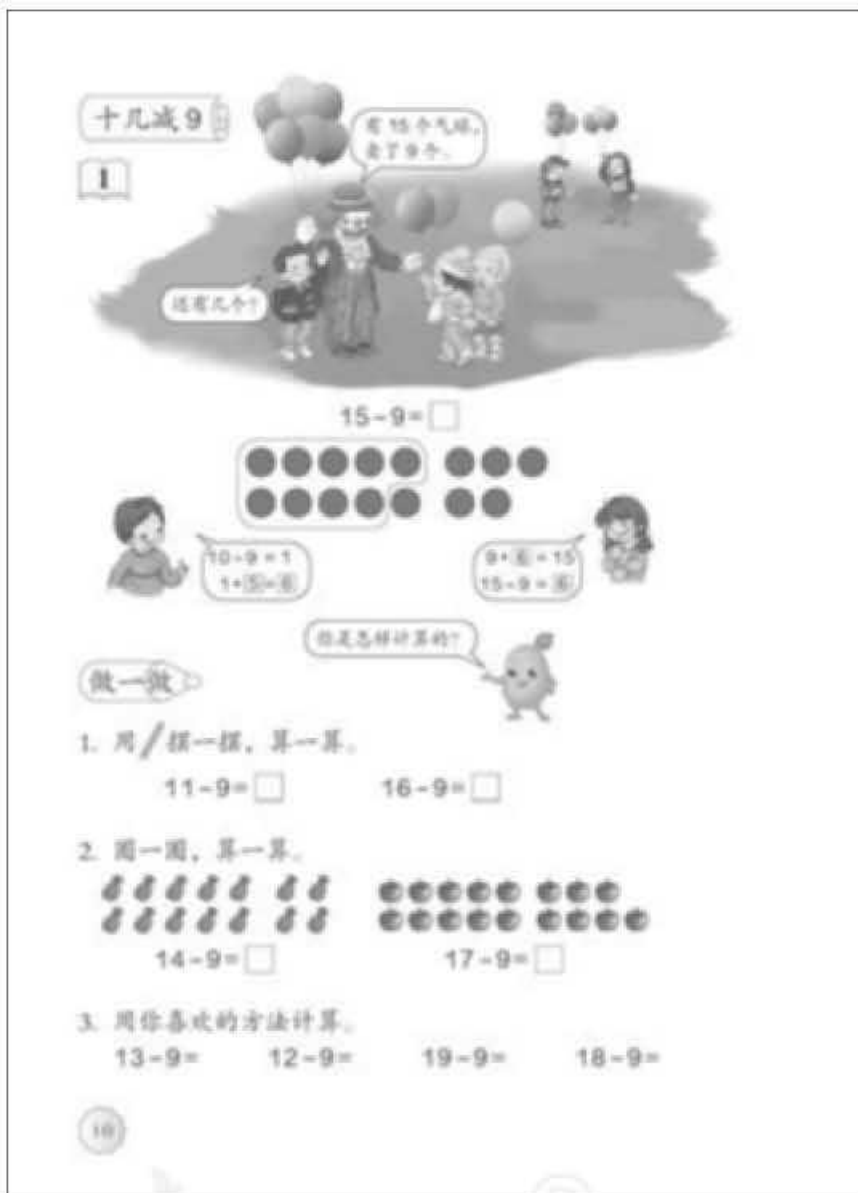 十几减9
1
有15个气球,
卖了9个。
还有几个?
15-9=□
10-9=1
1+5=6
9+6=15
15-9=6
你是怎样计算的?
做一做
1. 用 摆一摆,算一算。
11-9=□ 16-9=□
2. 圈一圈,算一算。
14-9=□ 17-9=□
3. 用你喜欢的方法计算。
13-9= 12-9= 19-9= 18-9=
10